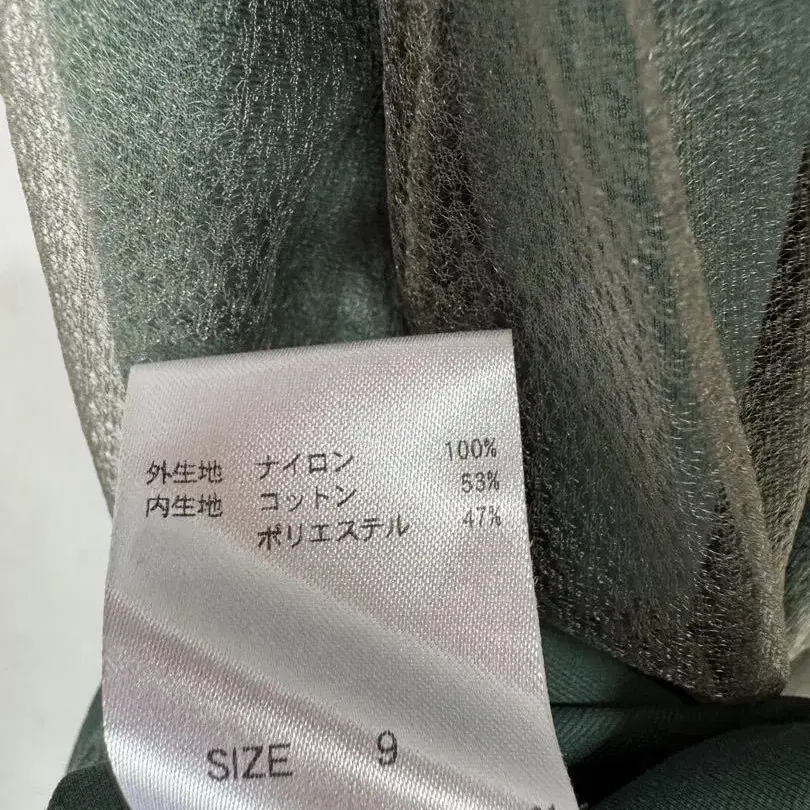 外生地 ナイロン 100%
内生地 コットン 53%
ポリエステル 47%
SIZE 9